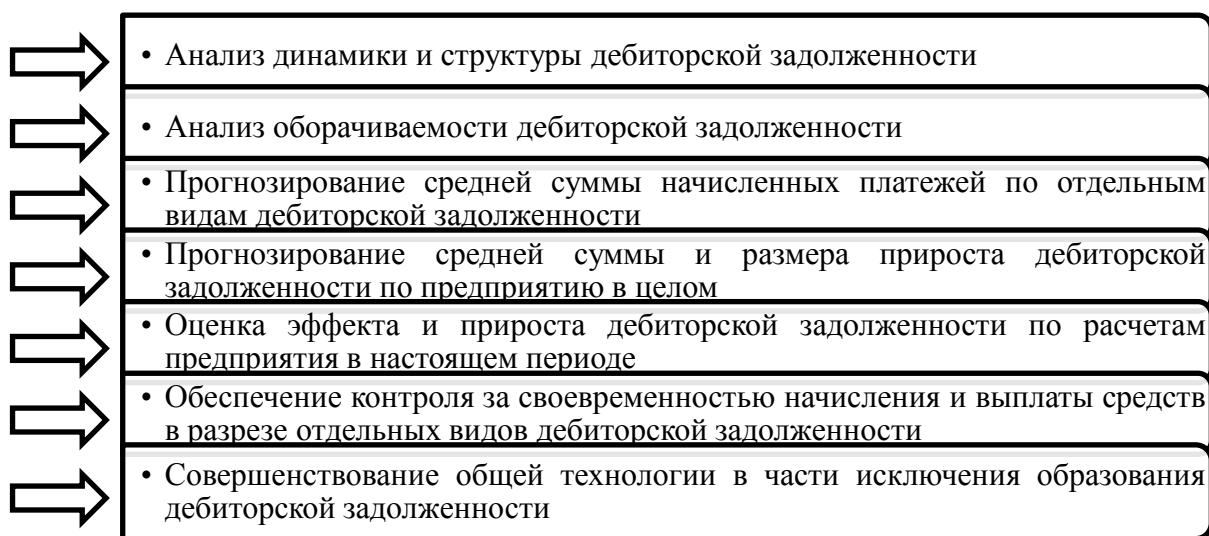 • Анализ динамики и структуры дебиторской задолженности
• Анализ оборачиваемости дебиторской задолженности
• Прогнозирование средней суммы начисленных платежей по отдельным
видам дебиторской задолженности
• Прогнозирование средней суммы и размера прироста дебиторской
задолженности по предприятию в целом
• Оценка эффекта и прироста дебиторской задолженности по расчетам
предприятия в настоящем периоде
• Обеспечение контроля за своевременностью начисления и выплаты средств
в разрезе отдельных видов дебиторской задолженности
• Совершенствование общей технологии в части исключения образования
дебиторской задолженности